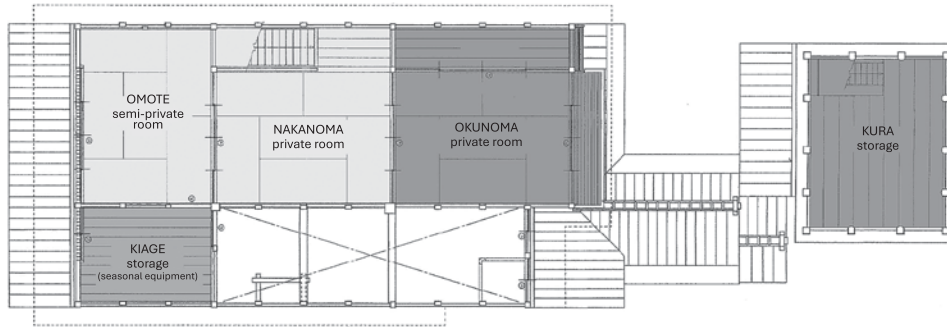 OMOTE
semi-private
room
NAKANOMA
private room
OKUNOMA
private room
KURA
storage
KIAGE
storage
(seasonal equipment)